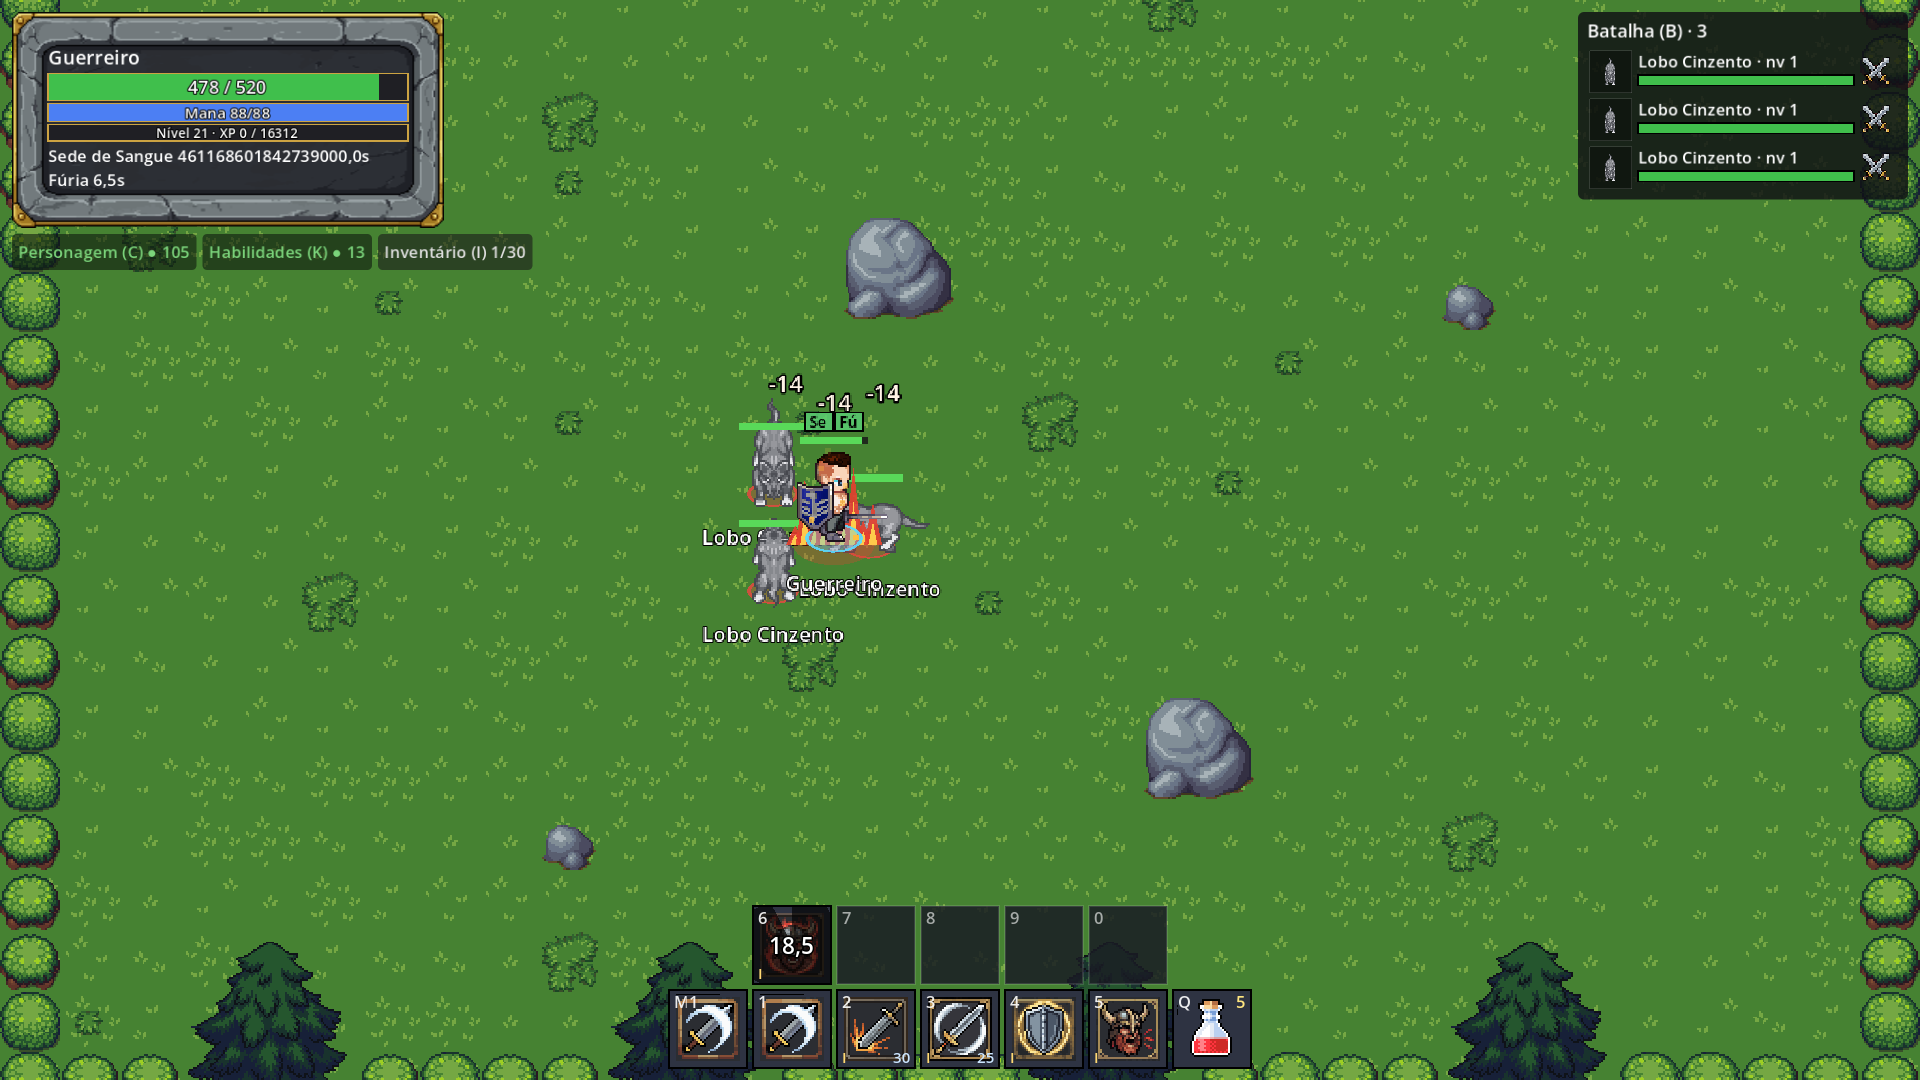 Guerreiro
478 / 520
Mana 88/88
Nível 21 · XP 0 / 16312
Sede de Sangue 461168601842739000,0s
Fúria 6,5s
Personagem (C) ● 105
Habilidades (K) ● 13
Inventário (I) 1/30
Batalha (B) · 3
Lobo Cinzento · nv 1
Lobo Cinzento · nv 1
Lobo Cinzento · nv 1
-14
-14
-14
Se Fú
Lobo
Guerreiro
Lobo Cinzento
Lobo Cinzento
6
18,5
7
8
9
0
M1
1
2
30
3
25
4
5
Q
5